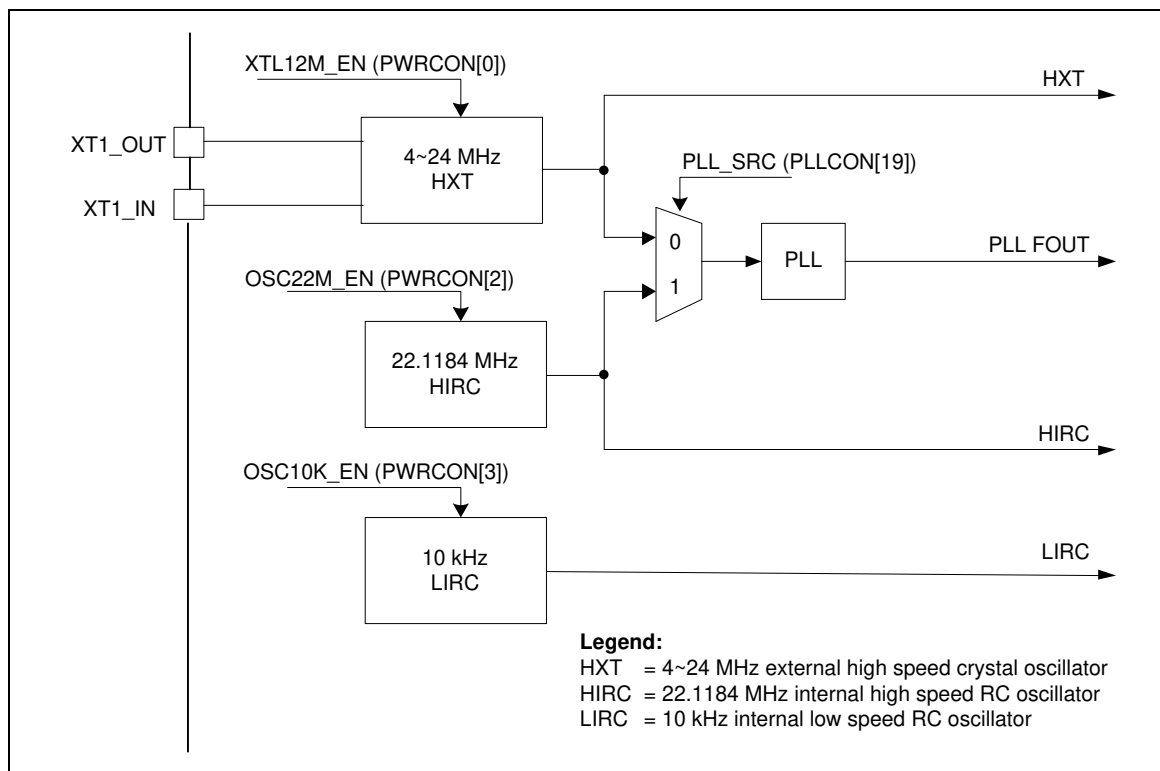 XTL12M_EN (PWRCON[0])
HXT
XT1_OUT
4~24 MHz
HXT
PLL_SRC (PLLCON[19])
XT1_IN
0
PLL FOUT
PLL
OSC22M_EN (PWRCON[2])
1
22.1184 MHz
HIRC
HIRC
OSC10K_EN (PWRCON[3])
10 kHz
LIRC
LIRC
Legend:
HXT = 4~24 MHz external high speed crystal oscillator
HIRC = 22.1184 MHz internal high speed RC oscillator
LIRC = 10 kHz internal low speed RC oscillator